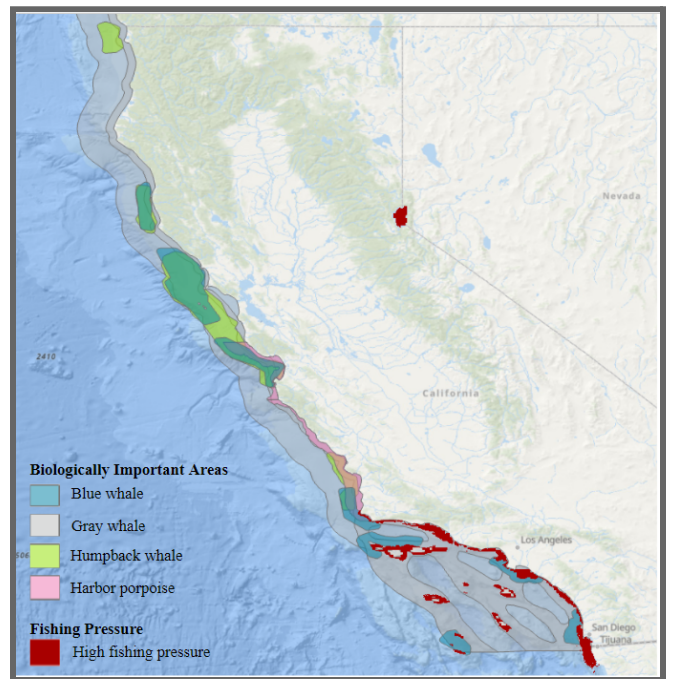 Nevada
2410
California
Biologically Important Areas
Blue whale
Gray whale
Humpback whale
Harbor porpoise
506
Los Angeles
Fishing Pressure
High fishing pressure
San Diego
Tijuana